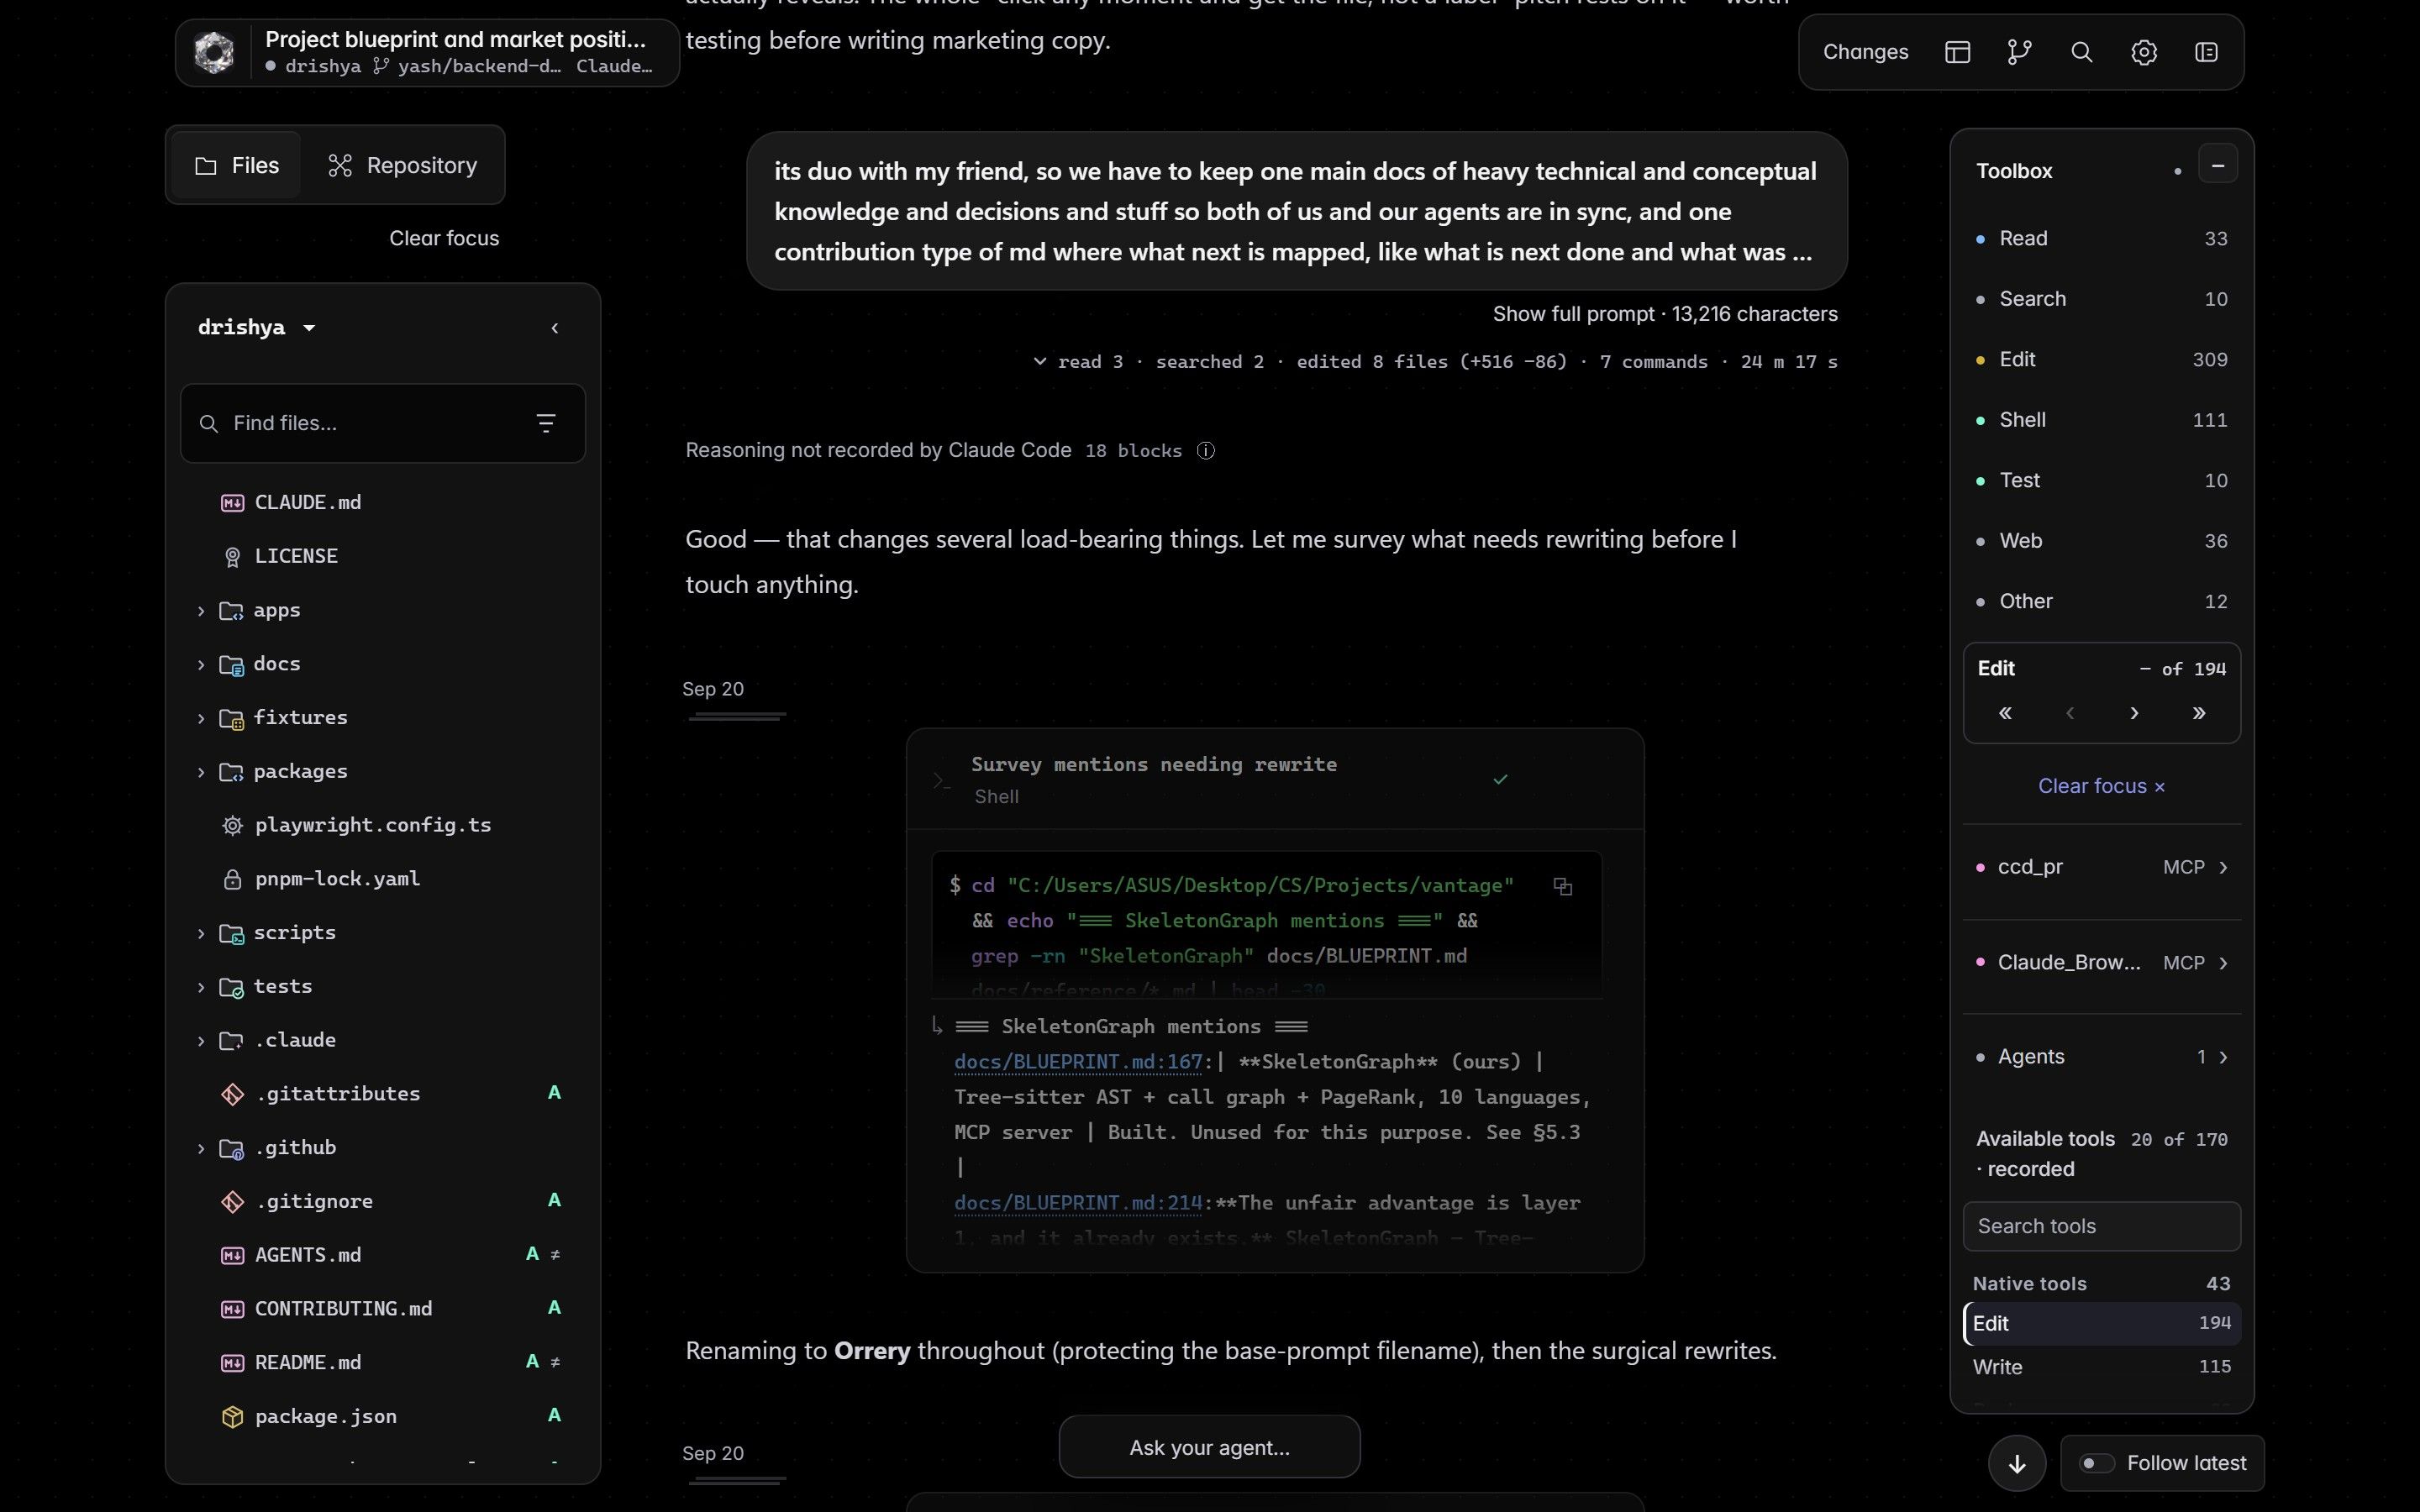 testing before writing marketing copy.
Project blueprint and market positi...
drishya yash/backend-d… Claude…
Changes
Files
Repository
Clear focus
drishya
Find files...
CLAUDE.md
LICENSE
apps
docs
fixtures
packages
playwright.config.ts
pnpm-lock.yaml
scripts
tests
.claude
.gitattributes A
.github
.gitignore A
AGENTS.md A ≠
CONTRIBUTING.md A
README.md A ≠
package.json A
its duo with my friend, so we have to keep one main docs of heavy technical and conceptual
knowledge and decisions and stuff so both of us and our agents are in sync, and one
contribution type of md where what next is mapped, like what is next done and what was ...
Show full prompt · 13,216 characters
read 3 · searched 2 · edited 8 files (+516 −86) · 7 commands · 24 m 17 s
Reasoning not recorded by Claude Code 18 blocks
Good — that changes several load-bearing things. Let me survey what needs rewriting before I
touch anything.
Sep 20
Survey mentions needing rewrite
Shell
$ cd "C:/Users/ASUS/Desktop/CS/Projects/vantage"
&& echo "=== SkeletonGraph mentions ===" &&
grep -rn "SkeletonGraph" docs/BLUEPRINT.md
docs/reference/*.md | head -30
=== SkeletonGraph mentions ===
docs/BLUEPRINT.md:167:| **SkeletonGraph** (ours) |
Tree-sitter AST + call graph + PageRank, 10 languages,
MCP server | Built. Unused for this purpose. See §5.3
|
docs/BLUEPRINT.md:214:**The unfair advantage is layer
1, and it already exists.** SkeletonGraph — Tree-
Renaming to Orrery throughout (protecting the base-prompt filename), then the surgical rewrites.
Sep 20
Ask your agent...
Toolbox
Read 33
Search 10
Edit 309
Shell 111
Test 10
Web 36
Other 12
Edit – of 194
« ‹ › »
Clear focus ×
ccd_pr MCP
Claude_Brow... MCP
Agents 1
Available tools 20 of 170
· recorded
Search tools
Native tools 43
Edit 194
Write 115
Follow latest